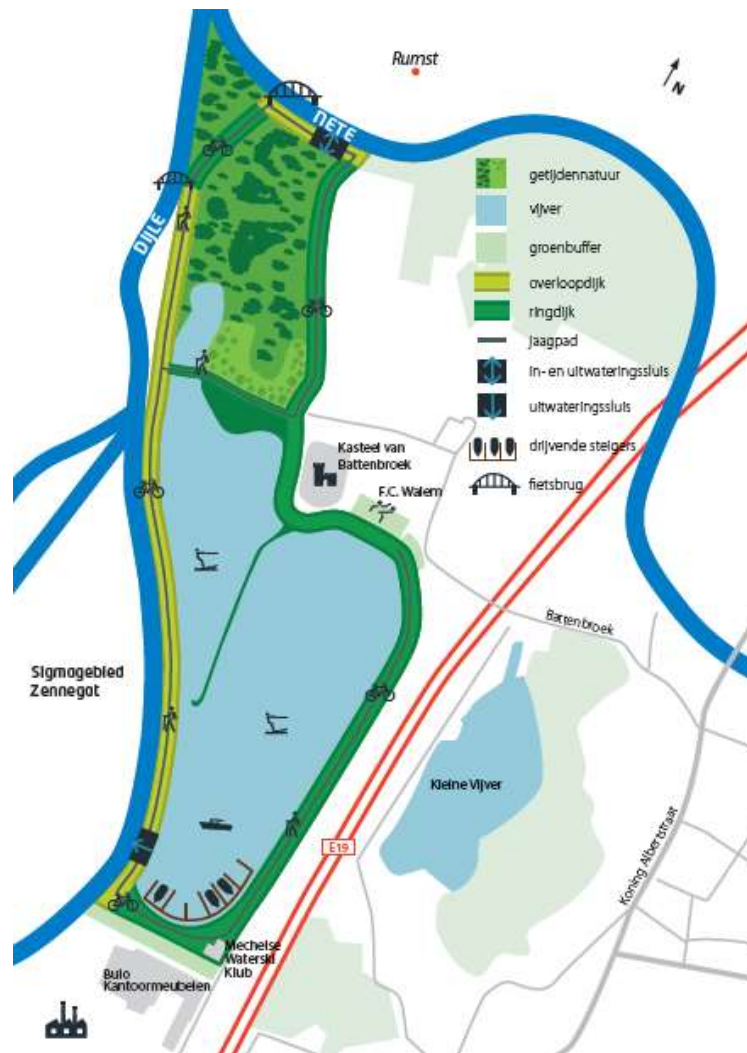 Rumst
N
NETE
DIJLE
getijdennatuur
vijver
groenbuffer
overloopdijk
ringdijk
jaagpad
in- en uitwateringssluis
uitwateringssluis
drijvende steigers
fietsbrug
Kasteel van
Battenbroek
F.C. Walem
Battenbroek
Sigmagebied
Zennegat
Kleine Vijver
E19
Koning Albertstraat
Mechelse
Waterski
Klub
Bulo
Kantoormeubelen